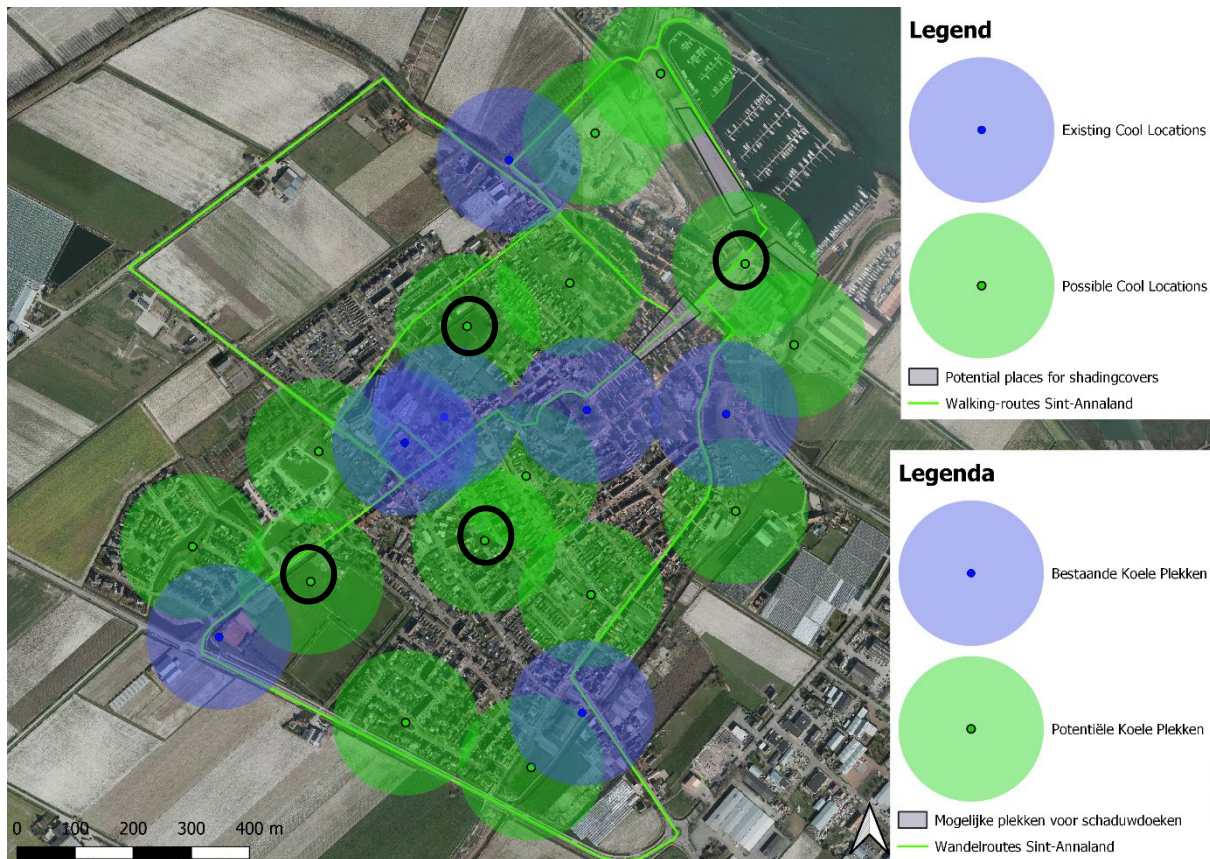 Legend
Existing Cool Locations
Possible Cool Locations
Potential places for shadingcovers
Walking-routes Sint-Annaland
Legenda
Bestaande Koele Plekken
Potentiële Koele Plekken
Mogelijke plekken voor schaduwdoeken
Wandelroutes Sint-Annaland
0 100 200 300 400 m